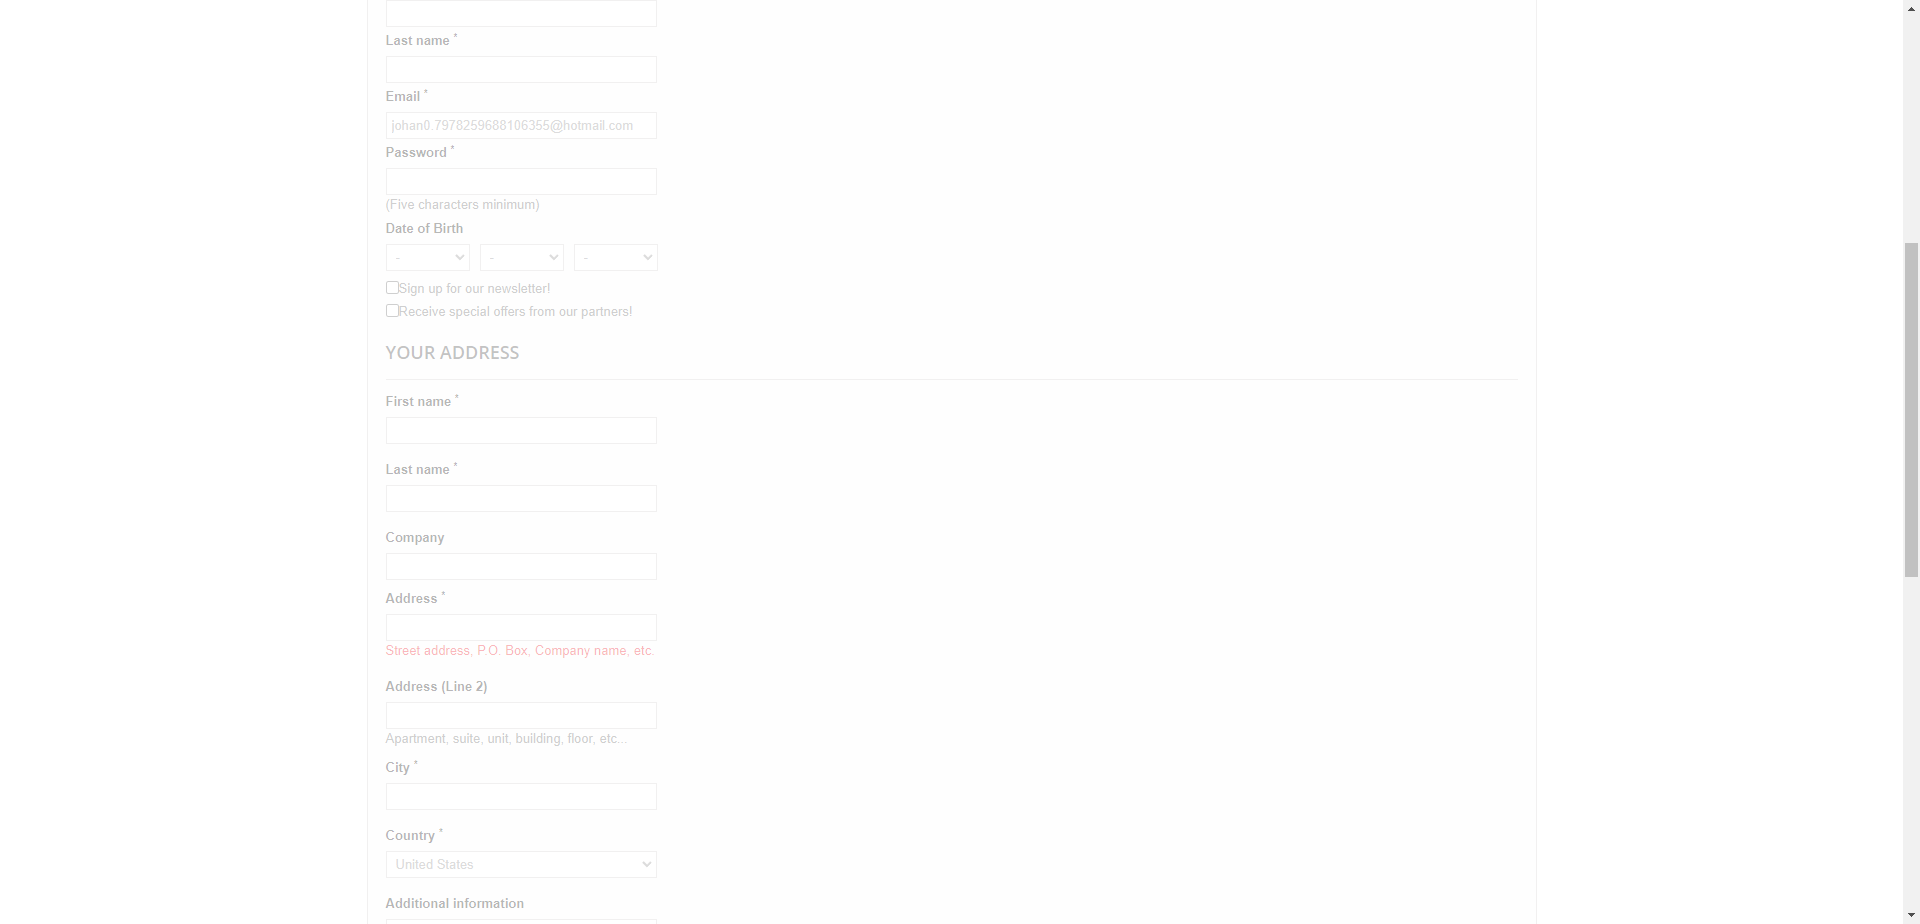 Last name *
Email *
johan0.7978259688106355@hotmail.com
Password *
(Five characters minimum)
Date of Birth
- - -
Sign up for our newsletter!
Receive special offers from our partners!
YOUR ADDRESS
First name *
Last name *
Company
Address *
Street address, P.O. Box, Company name, etc.
Address (Line 2)
Apartment, suite, unit, building, floor, etc...
City *
Country *
United States
Additional information